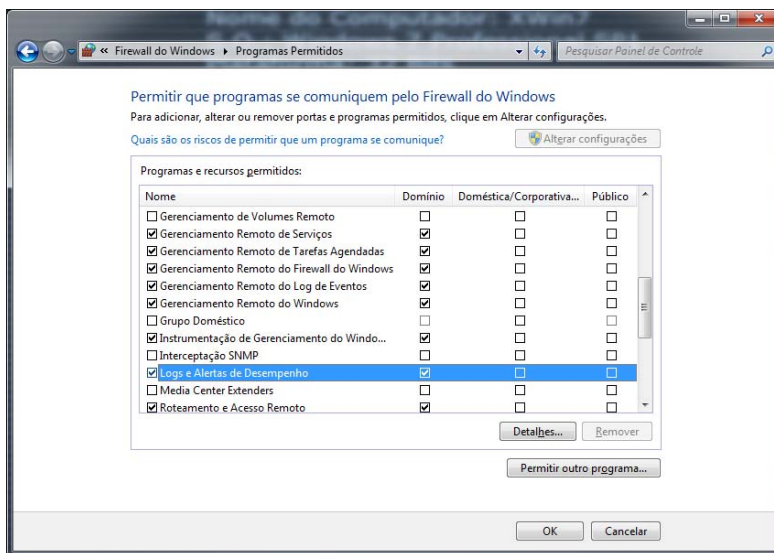 Nome do Computador: XWin7
« Firewall do Windows ▸ Programas Permitidos
Pesquisar Painel de Controle
Permitir que programas se comuniquem pelo Firewall do Windows
Para adicionar, alterar ou remover portas e programas permitidos, clique em Alterar configurações.
Quais são os riscos de permitir que um programa se comunique?
Alterar configurações
Programas e recursos permitidos:
Nome Domínio Doméstica/Corporativa... Público
Gerenciamento de Volumes Remoto
Gerenciamento Remoto de Serviços
Gerenciamento Remoto de Tarefas Agendadas
Gerenciamento Remoto do Firewall do Windows
Gerenciamento Remoto do Log de Eventos
Gerenciamento Remoto do Windows
Grupo Doméstico
Instrumentação de Gerenciamento do Windo...
Interceptação SNMP
Logs e Alertas de Desempenho
Media Center Extenders
Roteamento e Acesso Remoto
Detalhes... Remover
Permitir outro programa...
OK Cancelar